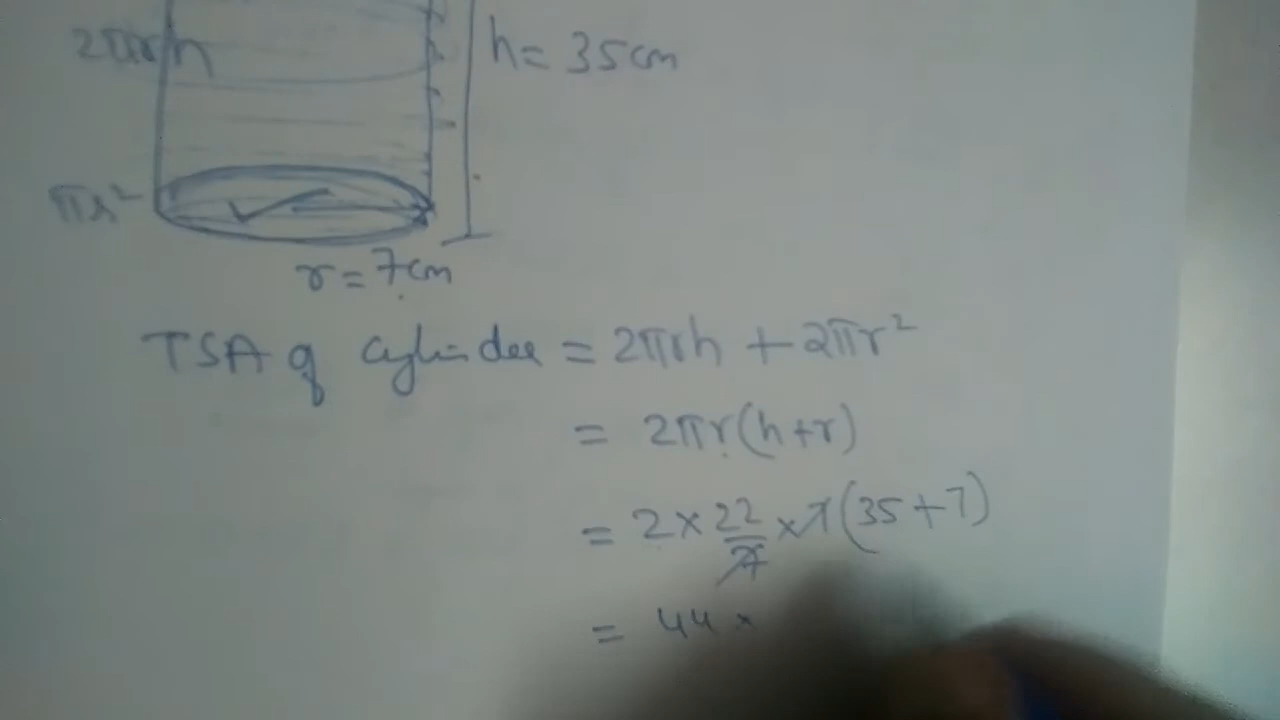 2πrh
h = 35cm
πr²
r = 7cm
TSA of cylinder = 2πrh + 2πr²
= 2πr(h+r)
= 2 × 22/7 × 7(35+7)
= 44 ×